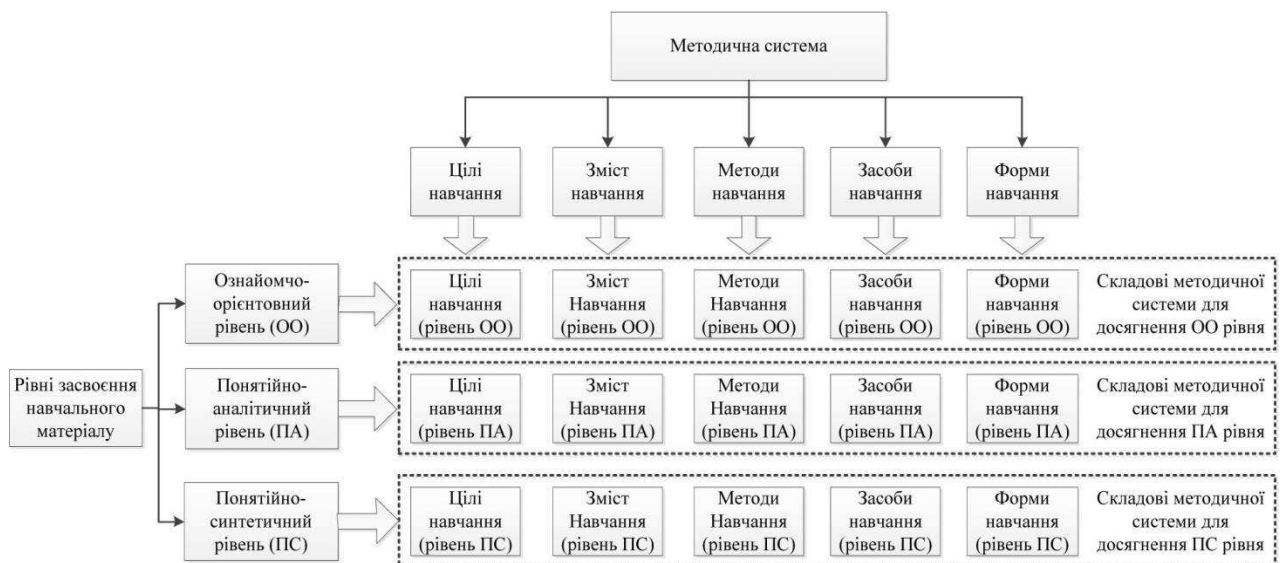 Методична система
Цілі
навчання
Зміст
навчання
Методи
навчання
Засоби
навчання
Форми
навчання
Рівні засвоєння
навчального
матеріалу
Ознайомчо-
орієнтовний
рівень (ОО)
Цілі
навчання
(рівень ОО)
Зміст
Навчання
(рівень ОО)
Методи
Навчання
(рівень ОО)
Засоби
навчання
(рівень ОО)
Форми
навчання
(рівень ОО)
Складові методичної
системи для
досягнення ОО рівня
Понятійно-
аналітичний
рівень (ПА)
Цілі
навчання
(рівень ПА)
Зміст
Навчання
(рівень ПА)
Методи
Навчання
(рівень ПА)
Засоби
навчання
(рівень ПА)
Форми
навчання
(рівень ПА)
Складові методичної
системи для
досягнення ПА рівня
Понятійно-
синтетичний
рівень (ПС)
Цілі
навчання
(рівень ПС)
Зміст
Навчання
(рівень ПС)
Методи
Навчання
(рівень ПС)
Засоби
навчання
(рівень ПС)
Форми
навчання
(рівень ПС)
Складові методичної
системи для
досягнення ПС рівня